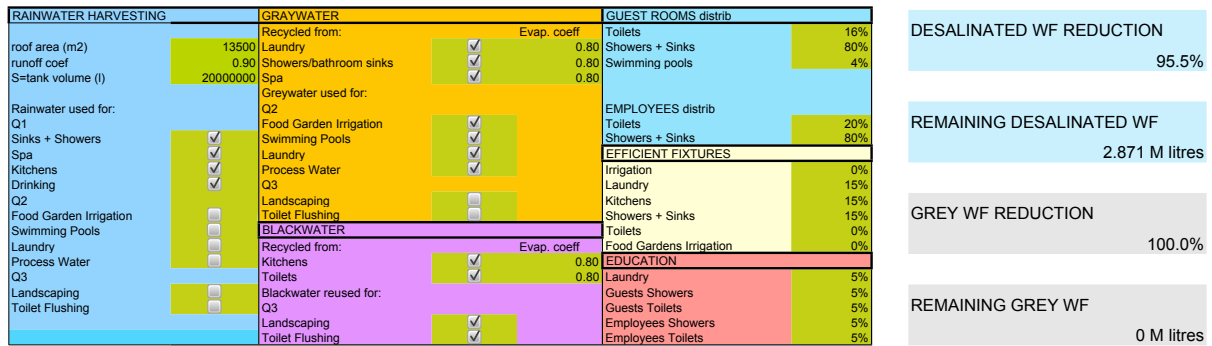 RAINWATER HARVESTING
roof area (m2) 13500
runoff coef 0.90
S=tank volume (l) 20000000
Rainwater used for:
Q1
Sinks + Showers
Spa
Kitchens
Drinking
Q2
Food Garden Irrigation
Swimming Pools
Laundry
Process Water
Q3
Landscaping
Toilet Flushing
GRAYWATER
Recycled from: Evap. coeff
Laundry 0.80
Showers/bathroom sinks 0.80
Spa 0.80
Greywater used for:
Q2
Food Garden Irrigation
Swimming Pools
Laundry
Process Water
Q3
Landscaping
Toilet Flushing
BLACKWATER
Recycled from: Evap. coeff
Kitchens 0.80
Toilets 0.80
Blackwater reused for:
Q3
Landscaping
Toilet Flushing
GUEST ROOMS distrib
Toilets 16%
Showers + Sinks 80%
Swimming pools 4%
EMPLOYEES distrib
Toilets 20%
Showers + Sinks 80%
EFFICIENT FIXTURES
Irrigation 0%
Laundry 15%
Kitchens 15%
Showers + Sinks 15%
Toilets 0%
Food Gardens Irrigation 0%
EDUCATION
Laundry 5%
Guests Showers 5%
Guests Toilets 5%
Employees Showers 5%
Employees Toilets 5%
DESALINATED WF REDUCTION
95.5%
REMAINING DESALINATED WF
2.871 M litres
GREY WF REDUCTION
100.0%
REMAINING GREY WF
0 M litres